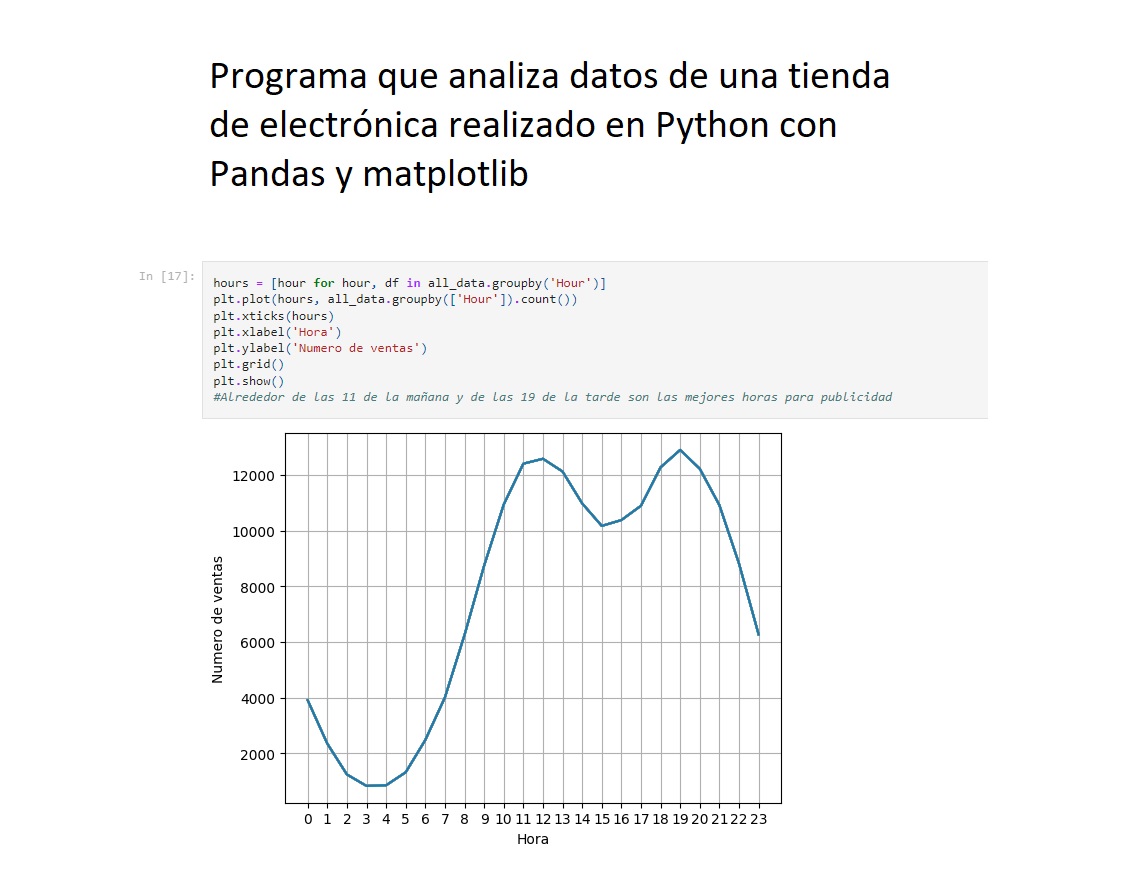 Programa que analiza datos de una tienda
de electrónica realizado en Python con
Pandas y matplotlib
In [17]:
hours = [hour for hour, df in all_data.groupby('Hour')]
plt.plot(hours, all_data.groupby(['Hour']).count())
plt.xticks(hours)
plt.xlabel('Hora')
plt.ylabel('Numero de ventas')
plt.grid()
plt.show()
#Alrededor de las 11 de la mañana y de las 19 de la tarde son las mejores horas para publicidad
12000
10000
8000
6000
4000
2000
Numero de ventas
0 1 2 3 4 5 6 7 8 9 10 11 12 13 14 15 16 17 18 19 20 21 22 23
Hora